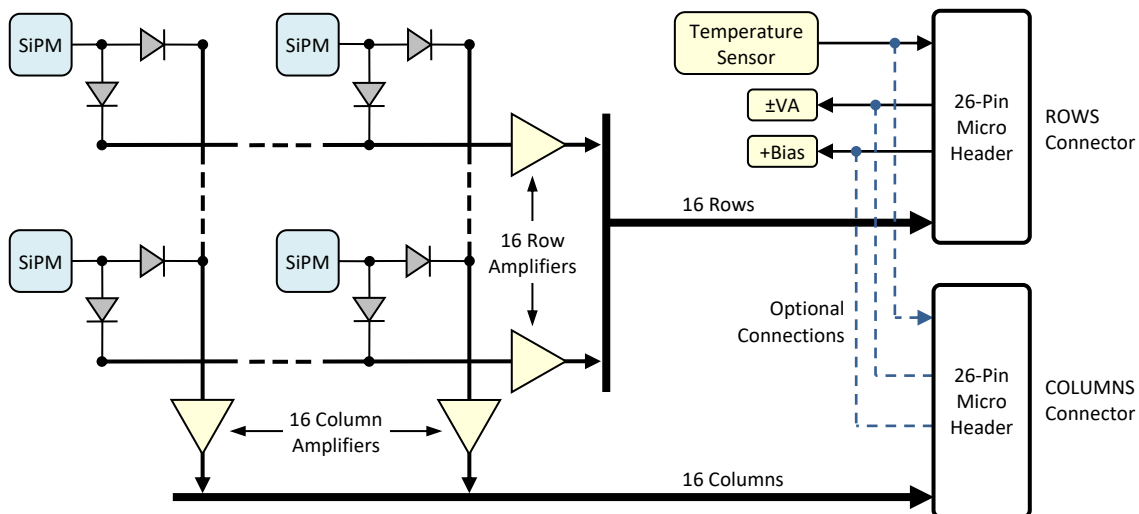 SiPM
SiPM
Temperature
Sensor
±VA
+Bias
26-Pin
Micro
Header
ROWS
Connector
16 Rows
SiPM
SiPM
16 Row
Amplifiers
Optional
Connections
26-Pin
Micro
Header
COLUMNS
Connector
16 Column
Amplifiers
16 Columns